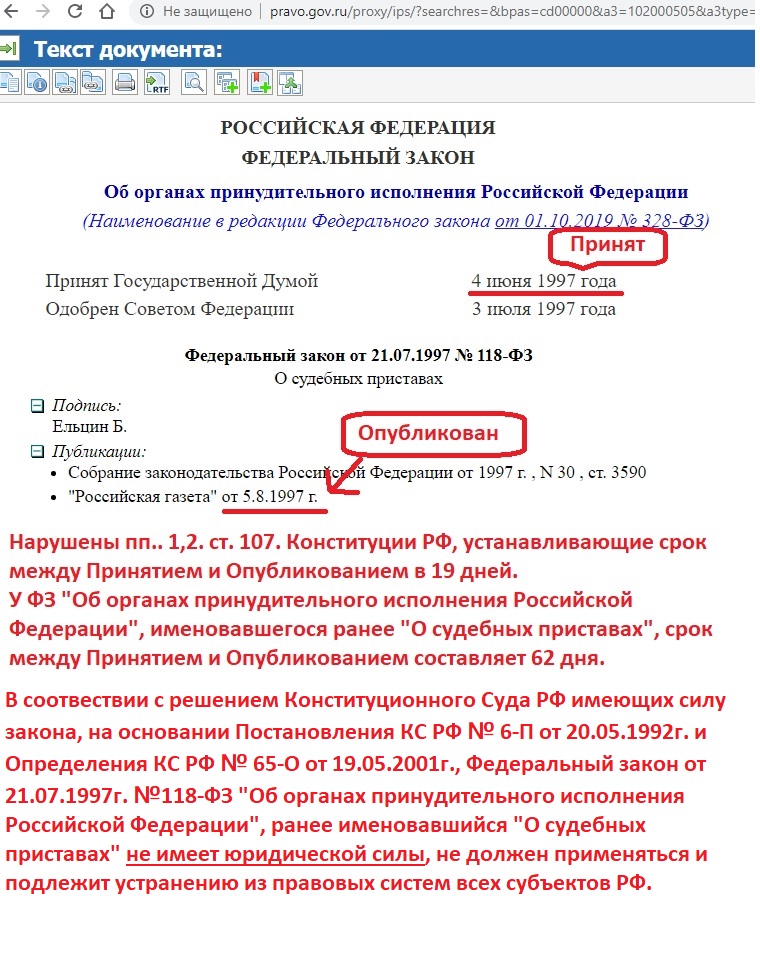 Не защищено | pravo.gov.ru/proxy/ips/?searchres=&bpas=cd00000&a3=102000505&a3type=
Текст документа:
RTF
РОССИЙСКАЯ ФЕДЕРАЦИЯ
ФЕДЕРАЛЬНЫЙ ЗАКОН
Об органах принудительного исполнения Российской Федерации
(Наименование в редакции Федерального закона от 01.10.2019 № 328-ФЗ)
Принят
Принят Государственной Думой 4 июня 1997 года
Одобрен Советом Федерации 3 июля 1997 года
Федеральный закон от 21.07.1997 № 118-ФЗ
О судебных приставах
Подпись:
Ельцин Б.
Опубликован
Публикации:
• Собрание законодательства Российской Федерации от 1997 г. , N 30 , ст. 3590
• "Российская газета" от 5.8.1997 г.
Нарушены пп.. 1,2. ст. 107. Конституции РФ, устанавливающие срок
между Принятием и Опубликованием в 19 дней.
У ФЗ "Об органах принудительного исполнения Российской
Федерации", именовавшегося ранее "О судебных приставах", срок
между Принятием и Опубликованием составляет 62 дня.
В соотвествии с решением Конституционного Суда РФ имеющих силу
закона, на основании Постановления КС РФ № 6-П от 20.05.1992г. и
Определения КС РФ № 65-О от 19.05.2001г., Федеральный закон от
21.07.1997г. №118-ФЗ "Об органах принудительного исполнения
Российской Федерации", ранее именовавшийся "О судебных
приставах" не имеет юридической силы, не должен применяться и
подлежит устранению из правовых систем всех субъектов РФ.